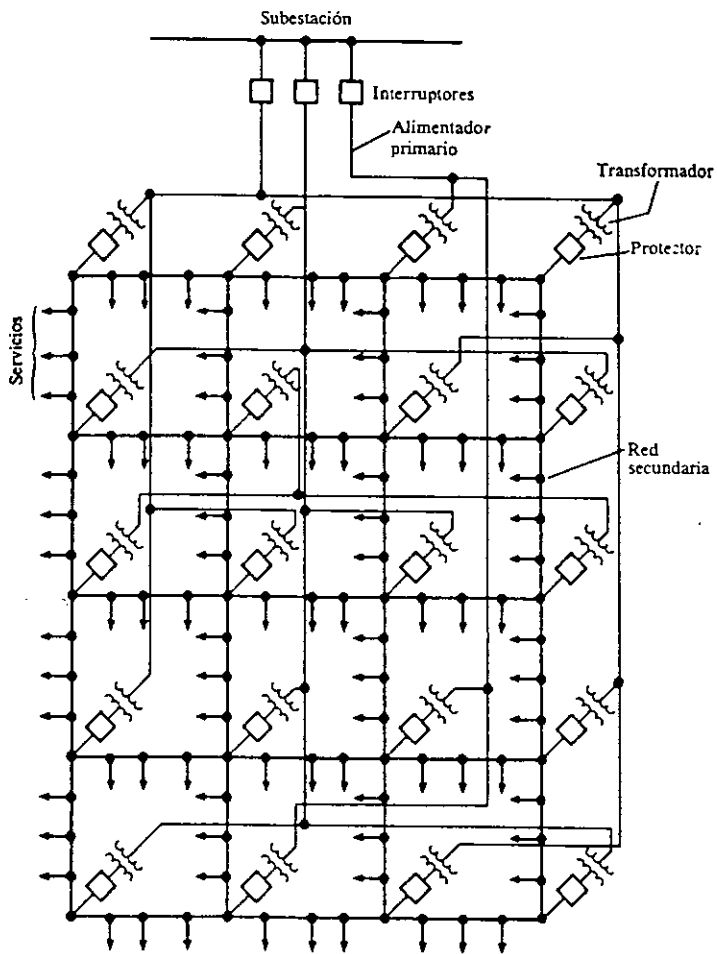 Subestación
Interruptores
Alimentador
primario
Transformador
Protector
Servicios
Red
secundaria